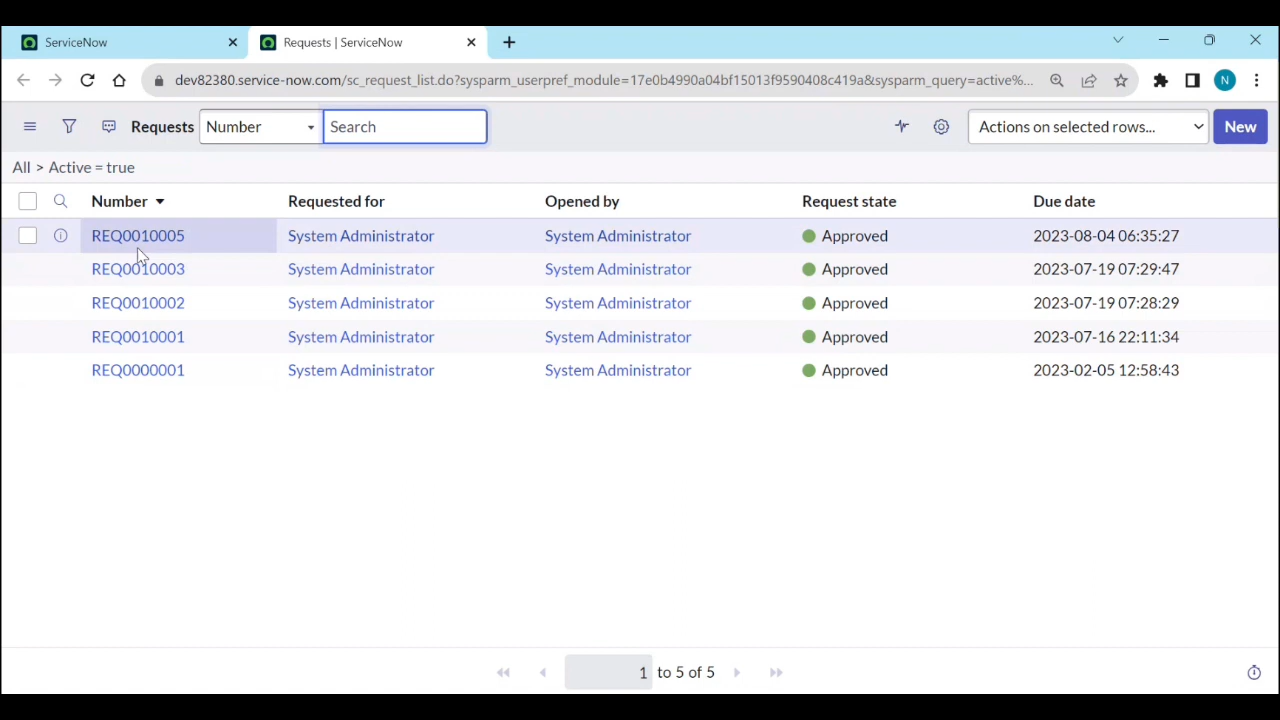 ServiceNow
Requests | ServiceNow
dev82380.service-now.com/sc_request_list.do?sysparm_userpref_module=17e0b4990a04bf15013f9590408c419a&sysparm_query=active%...
N
Requests Number Search Actions on selected rows... New
All > Active = true
Number Requested for Opened by Request state Due date
REQ0010005 System Administrator System Administrator Approved 2023-08-04 06:35:27
REQ0010003 System Administrator System Administrator Approved 2023-07-19 07:29:47
REQ0010002 System Administrator System Administrator Approved 2023-07-19 07:28:29
REQ0010001 System Administrator System Administrator Approved 2023-07-16 22:11:34
REQ0000001 System Administrator System Administrator Approved 2023-02-05 12:58:43
1 to 5 of 5